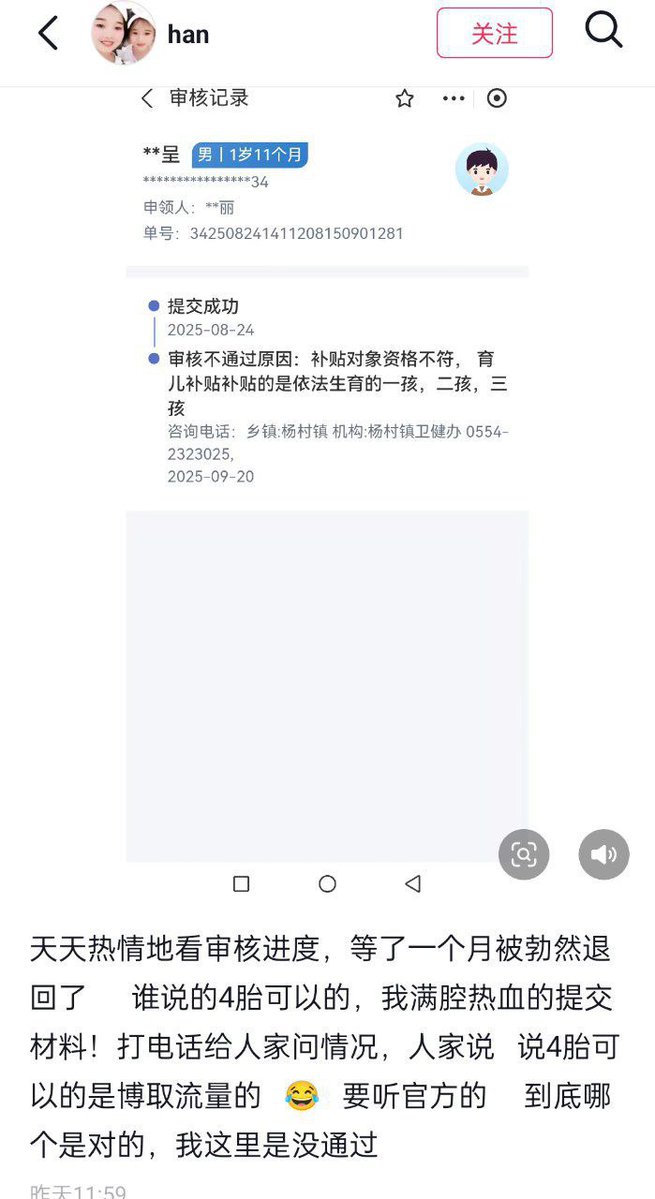 han
关注
审核记录
**呈 男 | 1岁11个月
****************34
申领人：**丽
单号：342508241411208150901281
提交成功
2025-08-24
审核不通过原因：补贴对象资格不符， 育
儿补贴补贴的是依法生育的一孩，二孩，三
孩
咨询电话：乡镇:杨村镇 机构:杨村镇卫健办 0554-
2323025,
2025-09-20
天天热情地看审核进度，等了一个月被勃然退
回了 谁说的4胎可以的，我满腔热血的提交
材料！打电话给人家问情况，人家说 说4胎可
以的是博取流量的 😂 要听官方的 到底哪
个是对的，我这里是没通过
昨天11:59